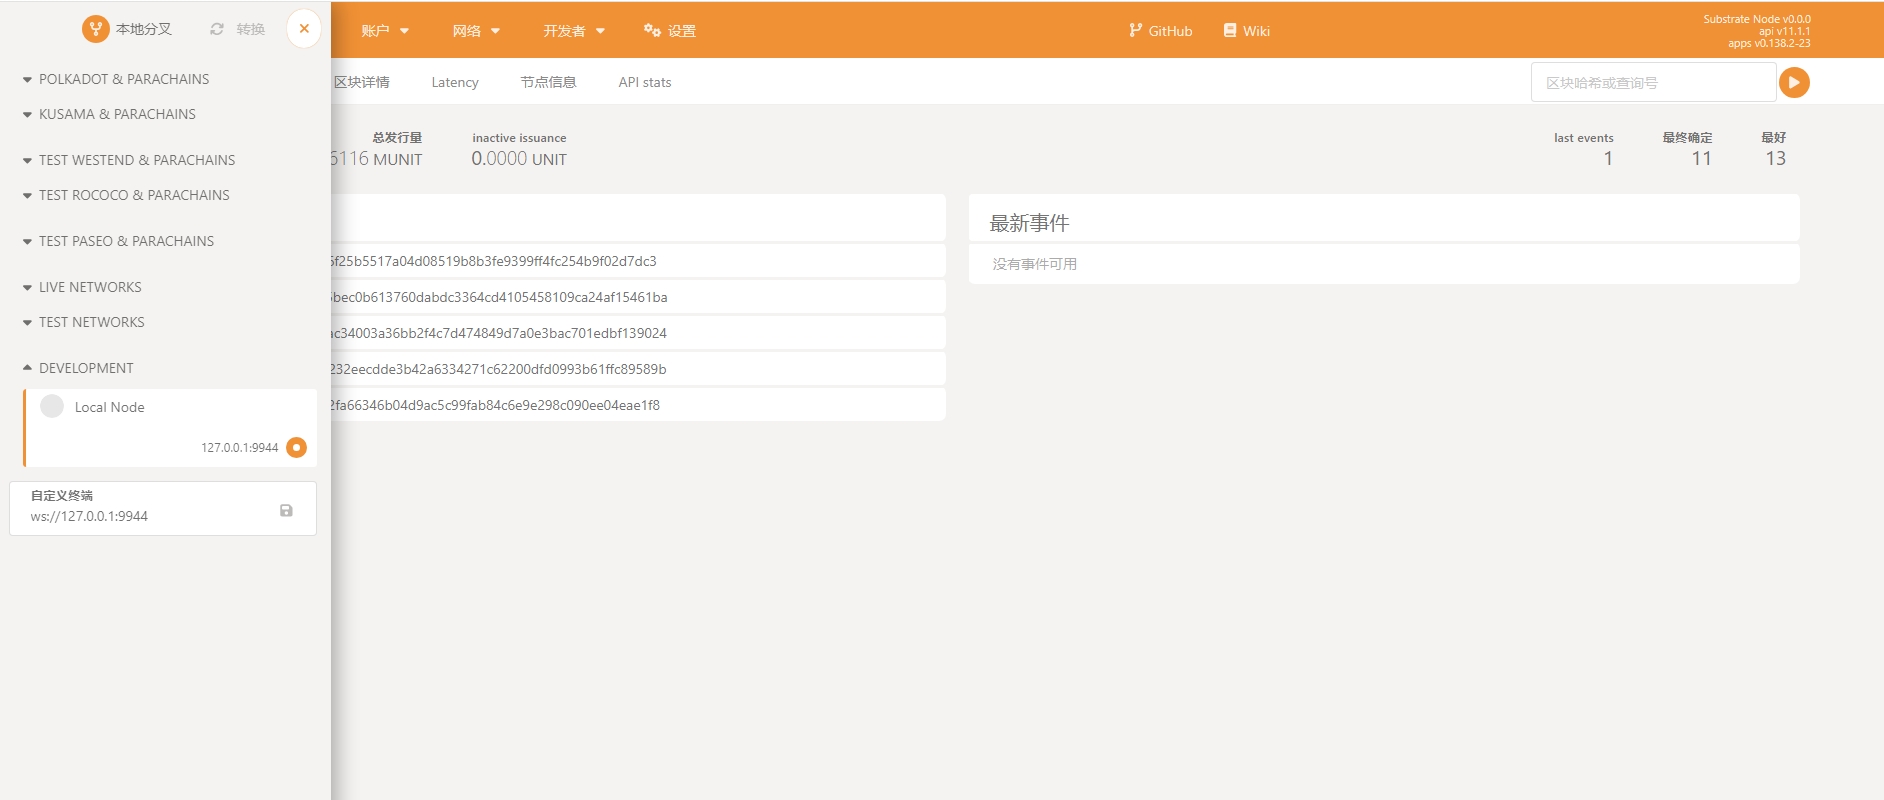 本地分叉 转换
账户 网络 开发者 设置 GitHub Wiki
Substrate Node v0.0.0
api v11.1.1
apps v0.138.2-23
区块详情 Latency 节点信息 API stats 区块哈希或查询号
POLKADOT & PARACHAINS
KUSAMA & PARACHAINS
TEST WESTEND & PARACHAINS
TEST ROCOCO & PARACHAINS
TEST PASEO & PARACHAINS
LIVE NETWORKS
TEST NETWORKS
DEVELOPMENT
Local Node
127.0.0.1:9944
自定义终端
ws://127.0.0.1:9944
总发行量 inactive issuance last events 最终确定 最好
6116 MUNIT 0.0000 UNIT 1 11 13
最新事件
没有事件可用
f25b5517a04d08519b8b3fe9399ff4fc254b9f02d7dc3
bec0b613760dabdc3364cd4105458109ca24af15461ba
c34003a36bb2f4c7d474849d7a0e3bac701edbf139024
232eecdde3b42a6334271c62200dfd0993b61ffc89589b
2fa66346b04d9ac5c99fab84c6e9e298c090ee04eae1f8